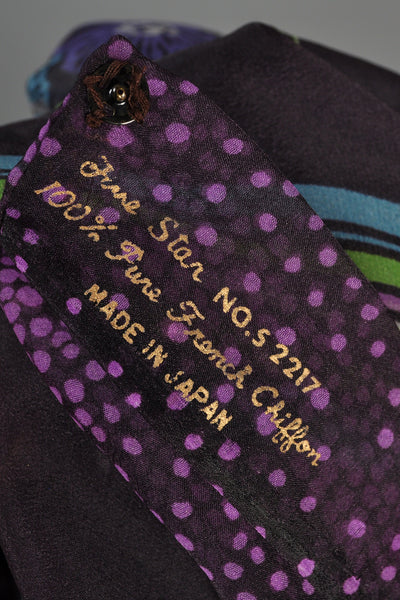 Fine Star NO.S 2217
100% Pure French Chiffon
MADE IN JAPAN